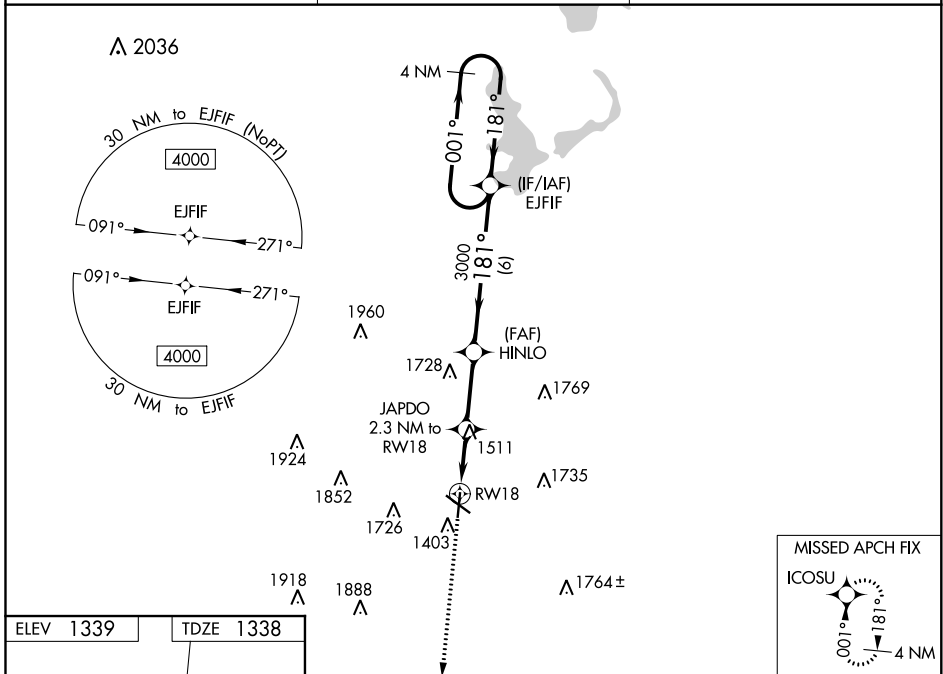 2036
4 NM
30 NM to EJFIF (NoPT)
4000
EJFIF
091°
271°
091°
271°
EJFIF
4000
30 NM to EJFIF
001°
181°
(IF/IAF)
EJFIF
3000
181°
(6)
1960
(FAF)
HINLO
1728
1769
JAPDO
2.3 NM to
RW18
1511
1924
1852
1735
RW18
1726
1403
1918
1888
1764±
MISSED APCH FIX
ICOSU
001°
181°
4 NM
ELEV 1339
TDZE 1338